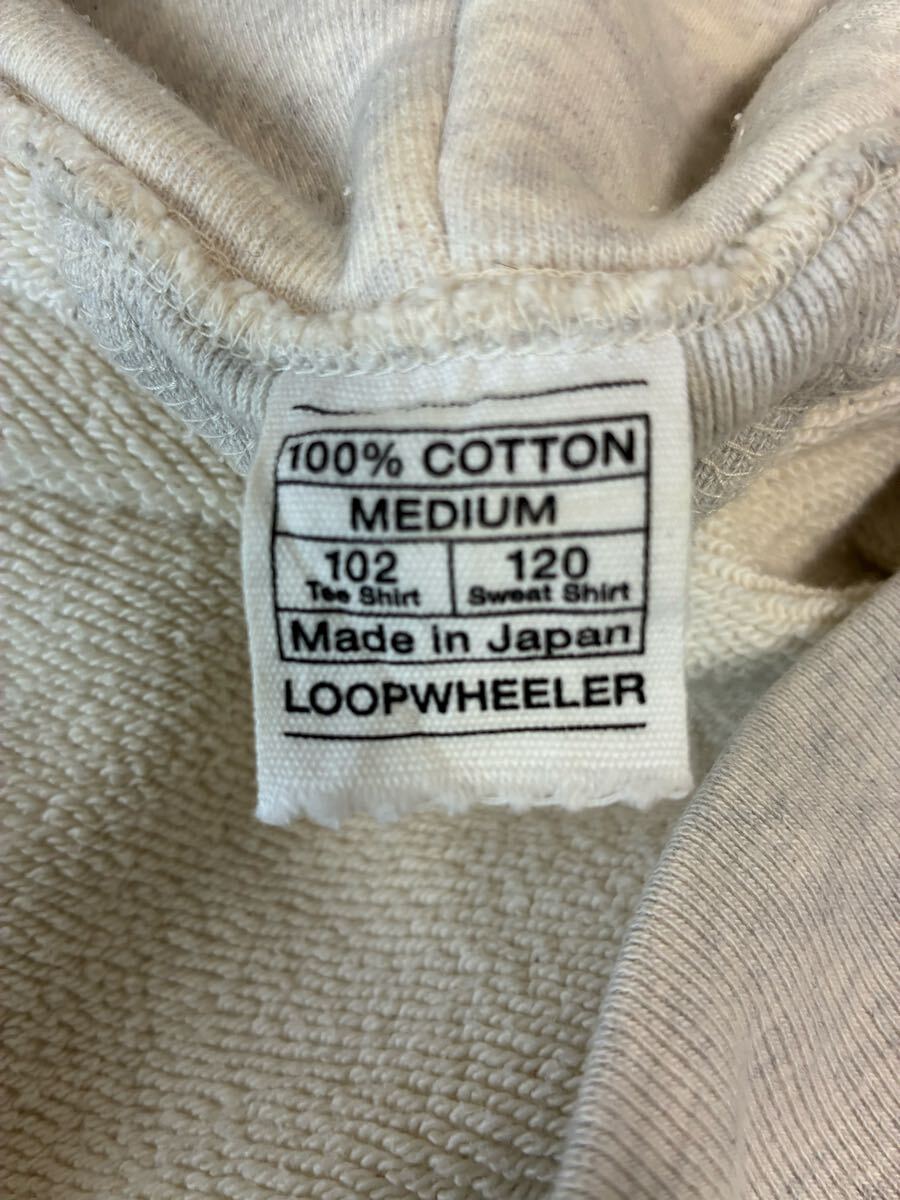 100% COTTON
MEDIUM
102 120
Tee Shirt Sweat Shirt
Made in Japan
LOOPWHEELER